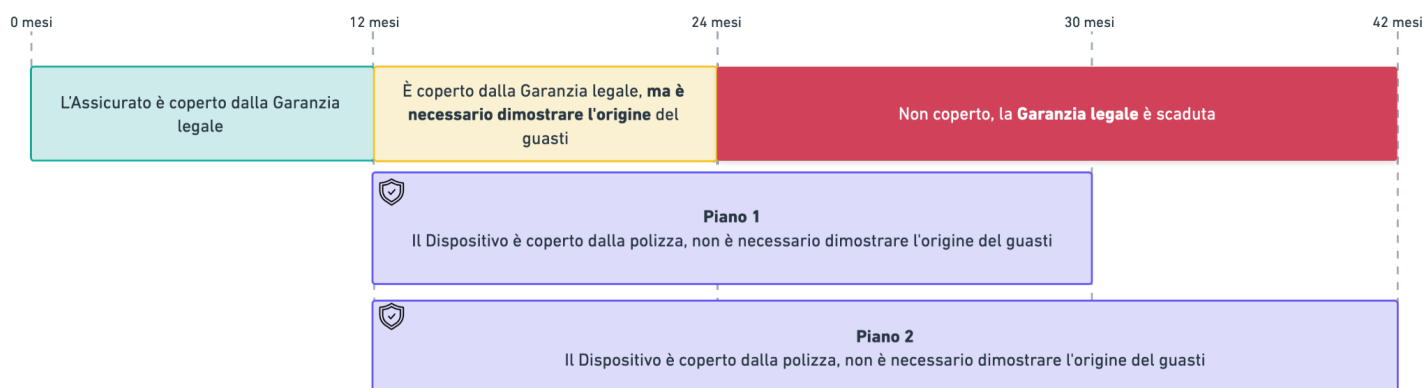 0 mesi 12 mesi 24 mesi 30 mesi 42 mesi
L'Assicurato è coperto dalla Garanzia
legale
È coperto dalla Garanzia legale, ma è
necessario dimostrare l'origine del
guasti
Non coperto, la Garanzia legale è scaduta
Piano 1
Il Dispositivo è coperto dalla polizza, non è necessario dimostrare l'origine del guasti
Piano 2
Il Dispositivo è coperto dalla polizza, non è necessario dimostrare l'origine del guasti